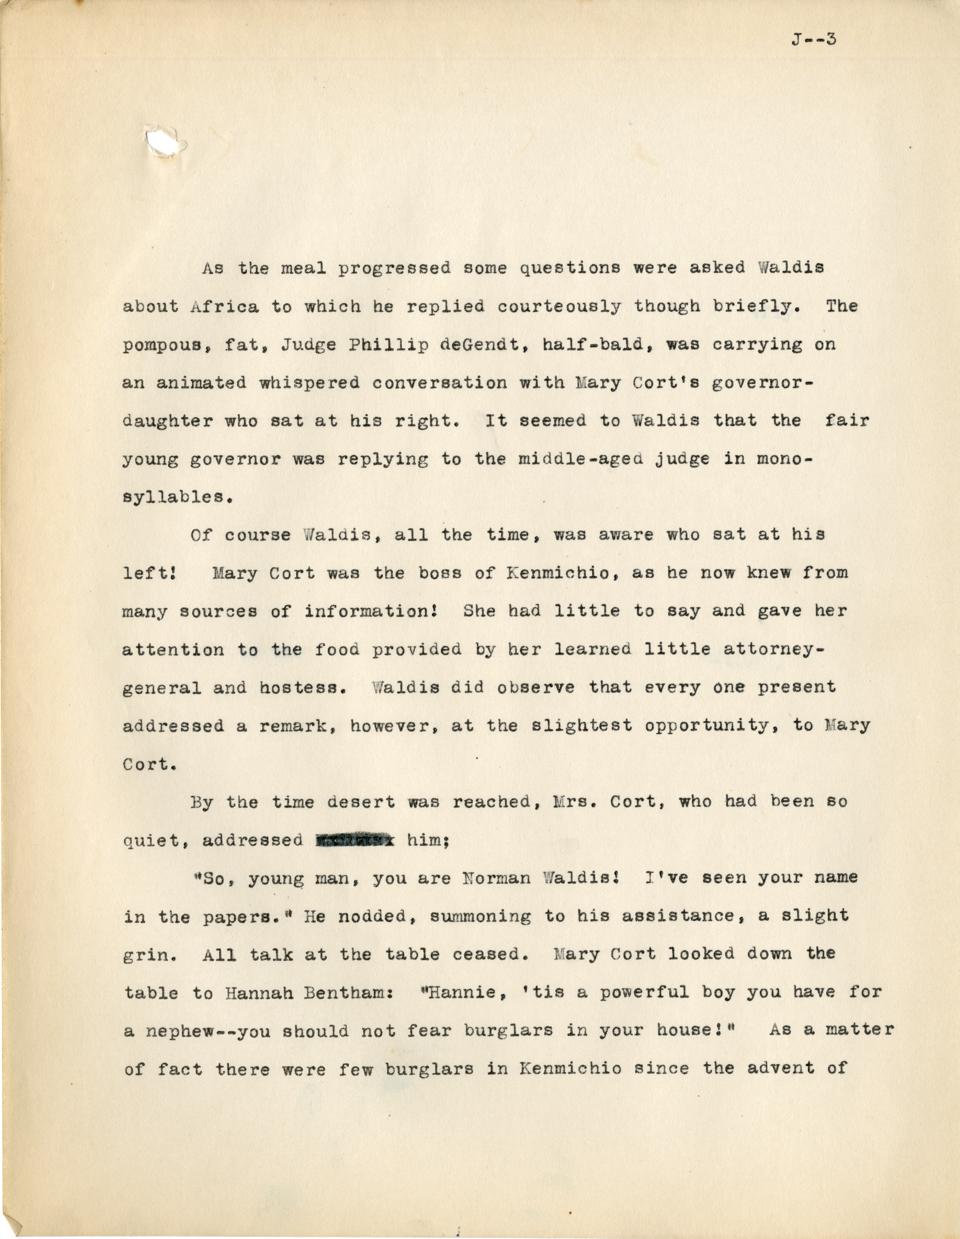 J--3
As the meal progressed some questions were asked Waldis
about Africa to which he replied courteously though briefly. The
pompous, fat, Judge Phillip deGendt, half-bald, was carrying on
an animated whispered conversation with Mary Cort's governor-
daughter who sat at his right. It seemed to Waldis that the fair
young governor was replying to the middle-aged judge in mono-
syllables.
Of course Waldis, all the time, was aware who sat at his
left! Mary Cort was the boss of Kenmichio, as he now knew from
many sources of information! She had little to say and gave her
attention to the food provided by her learned little attorney-
general and hostess. Waldis did observe that every one present
addressed a remark, however, at the slightest opportunity, to Mary
Cort.
By the time desert was reached, Mrs. Cort, who had been so
quiet, addressed him;
"So, young man, you are Norman Waldis! I've seen your name
in the papers." He nodded, summoning to his assistance, a slight
grin. All talk at the table ceased. Mary Cort looked down the
table to Hannah Bentham: "Hannie, 'tis a powerful boy you have for
a nephew--you should not fear burglars in your house!" As a matter
of fact there were few burglars in Kenmichio since the advent of